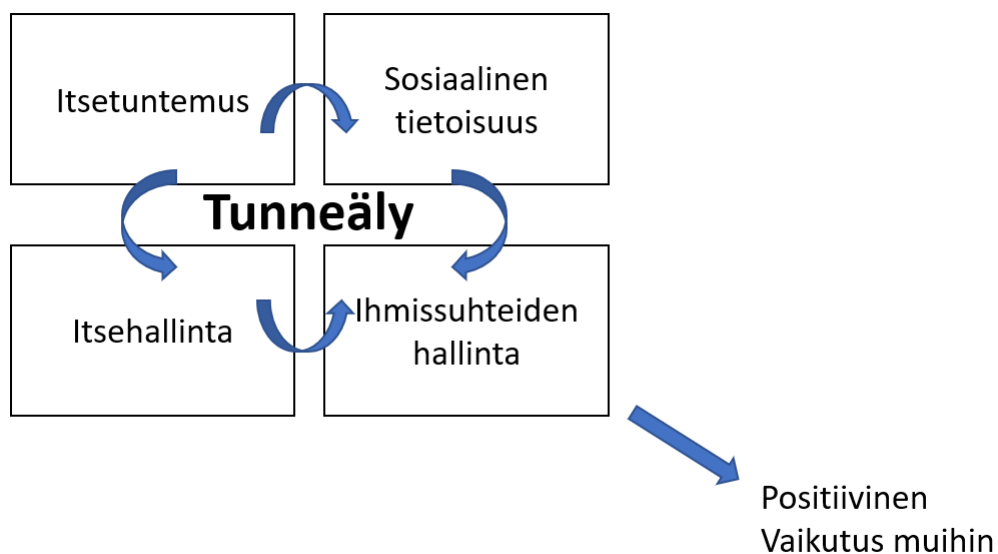 Itsetuntemus
Sosiaalinen
tietoisuus
Tunneäly
Itsehallinta
Ihmissuhteiden
hallinta
Positiivinen
Vaikutus muihin